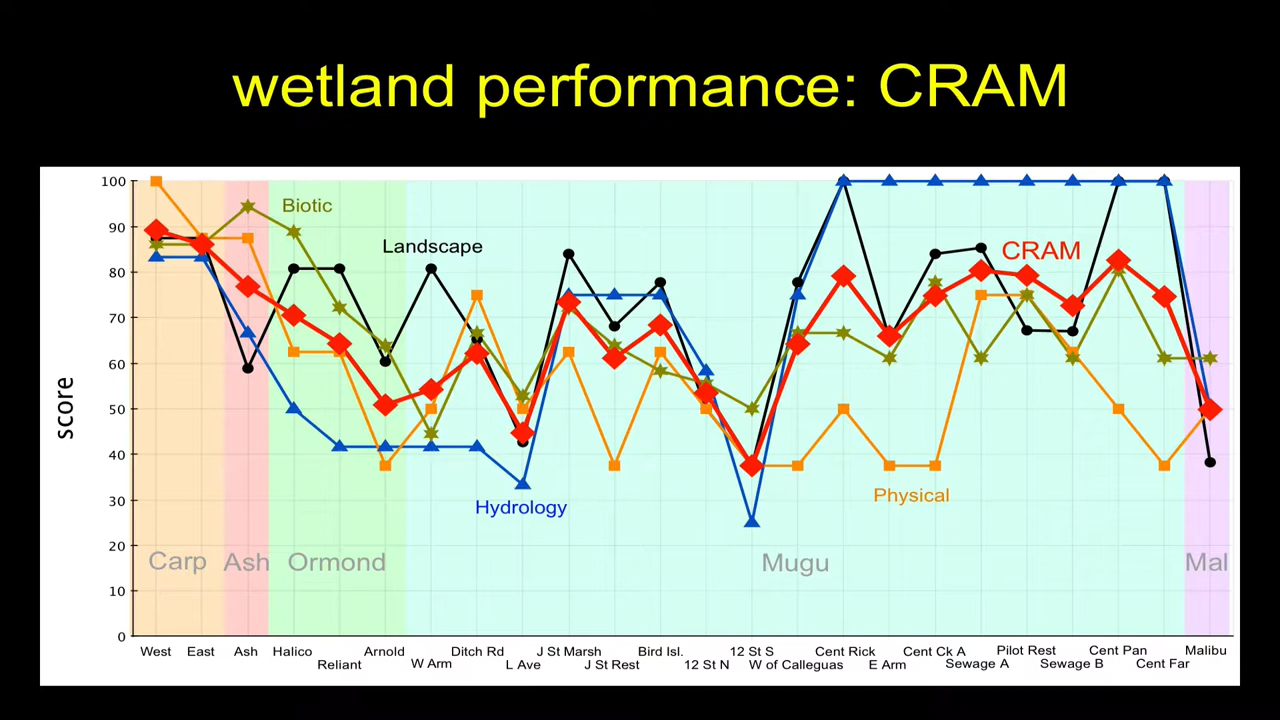 wetland performance: CRAM
100
90
80
70
60
50
40
30
20
10
0
score
Biotic
Landscape
CRAM
Hydrology
Physical
Carp
Ash
Ormond
Mugu
Mal
West
East
Ash
Halico
Reliant
Arnold
W Arm
Ditch Rd
L Ave
J St Marsh
J St Rest
Bird Isl.
12 St N
12 St S
W of Calleguas
Cent Rick
E Arm
Cent Ck A
Sewage A
Pilot Rest
Sewage B
Cent Pan
Cent Far
Malibu